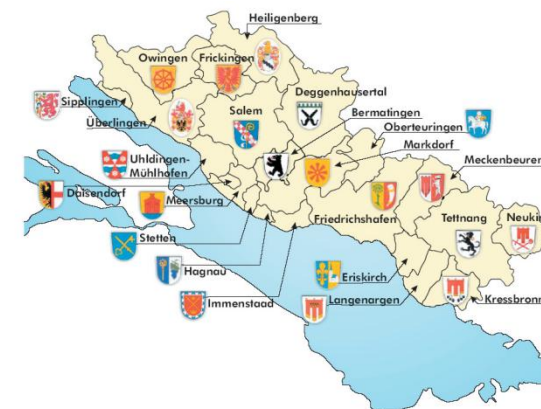 Heiligenberg
Owingen
Frickingen
Deggenhausertal
Sipplingen
Überlingen
Salem
Bermatingen
Oberteuringen
Markdorf
Uhldingen-
Mühlhofen
Meckenbeuren
Daisendorf
Meersburg
Friedrichshafen
Tettnang
Neukir
Stetten
Hagnau
Eriskirch
Immenstaad
Langenargen
Kressbronn